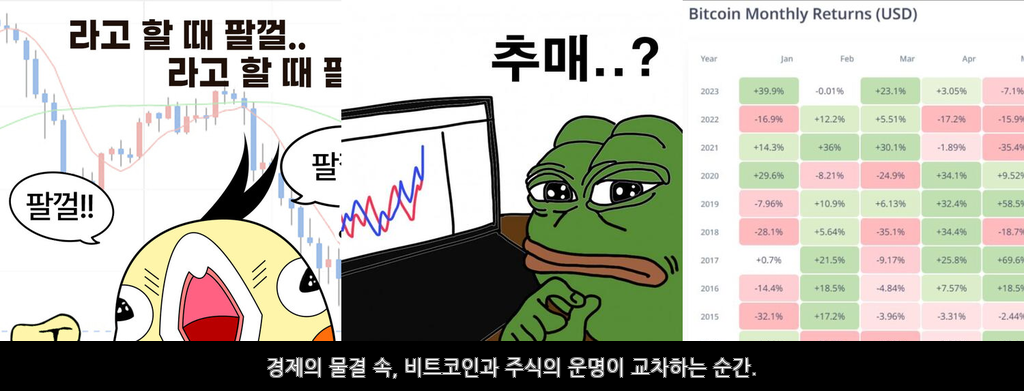 라고 할 때 팔껄..
라고 할 때 팔
팔껄!!
팔
추매..?
Bitcoin Monthly Returns (USD)
Year Jan Feb Mar Apr
2023 +39.9% -0.01% +23.1% +3.05% -7.1%
2022 -16.9% +12.2% +5.51% -17.2% -15.9%
2021 +14.3% +36% +30.1% -1.89% -35.4%
2020 +29.6% -8.21% -24.9% +34.1% +9.52%
2019 -7.96% +10.9% +6.13% +32.4% +58.5%
2018 -28.1% +5.64% -35.1% +34.4% -18.7%
2017 +0.7% +21.5% -9.17% +25.8% +69.6%
2016 -14.4% +18.5% -4.84% +7.57% +18.5%
2015 -32.1% +17.2% -3.96% -3.31% -2.44%
경제의 물결 속, 비트코인과 주식의 운명이 교차하는 순간.